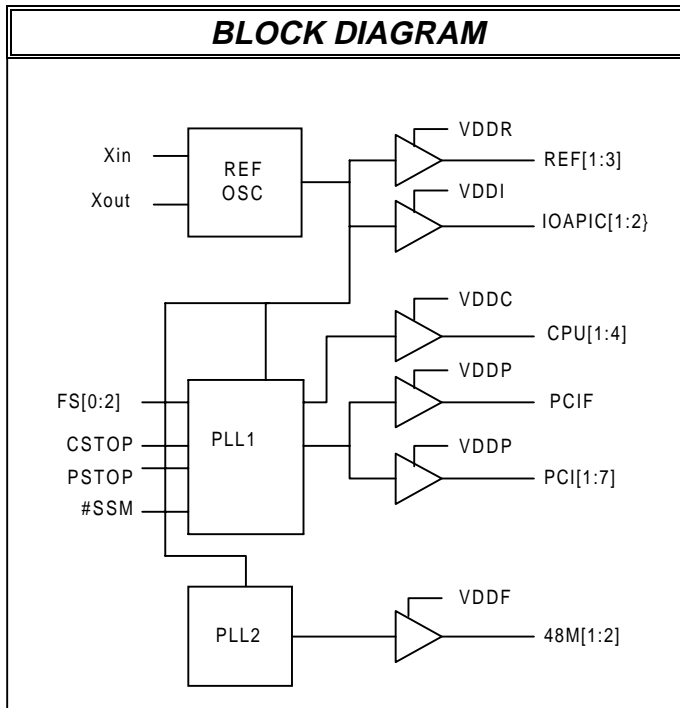 BLOCK DIAGRAM
VDDR
Xin
REF
OSC
REF[1:3]
Xout
VDDI
IOAPIC[1:2}
VDDC
CPU[1:4]
VDDP
FS[0:2]
PCIF
CSTOP
PLL1
VDDP
PSTOP
PCI[1:7]
#SSM
VDDF
PLL2
48M[1:2]